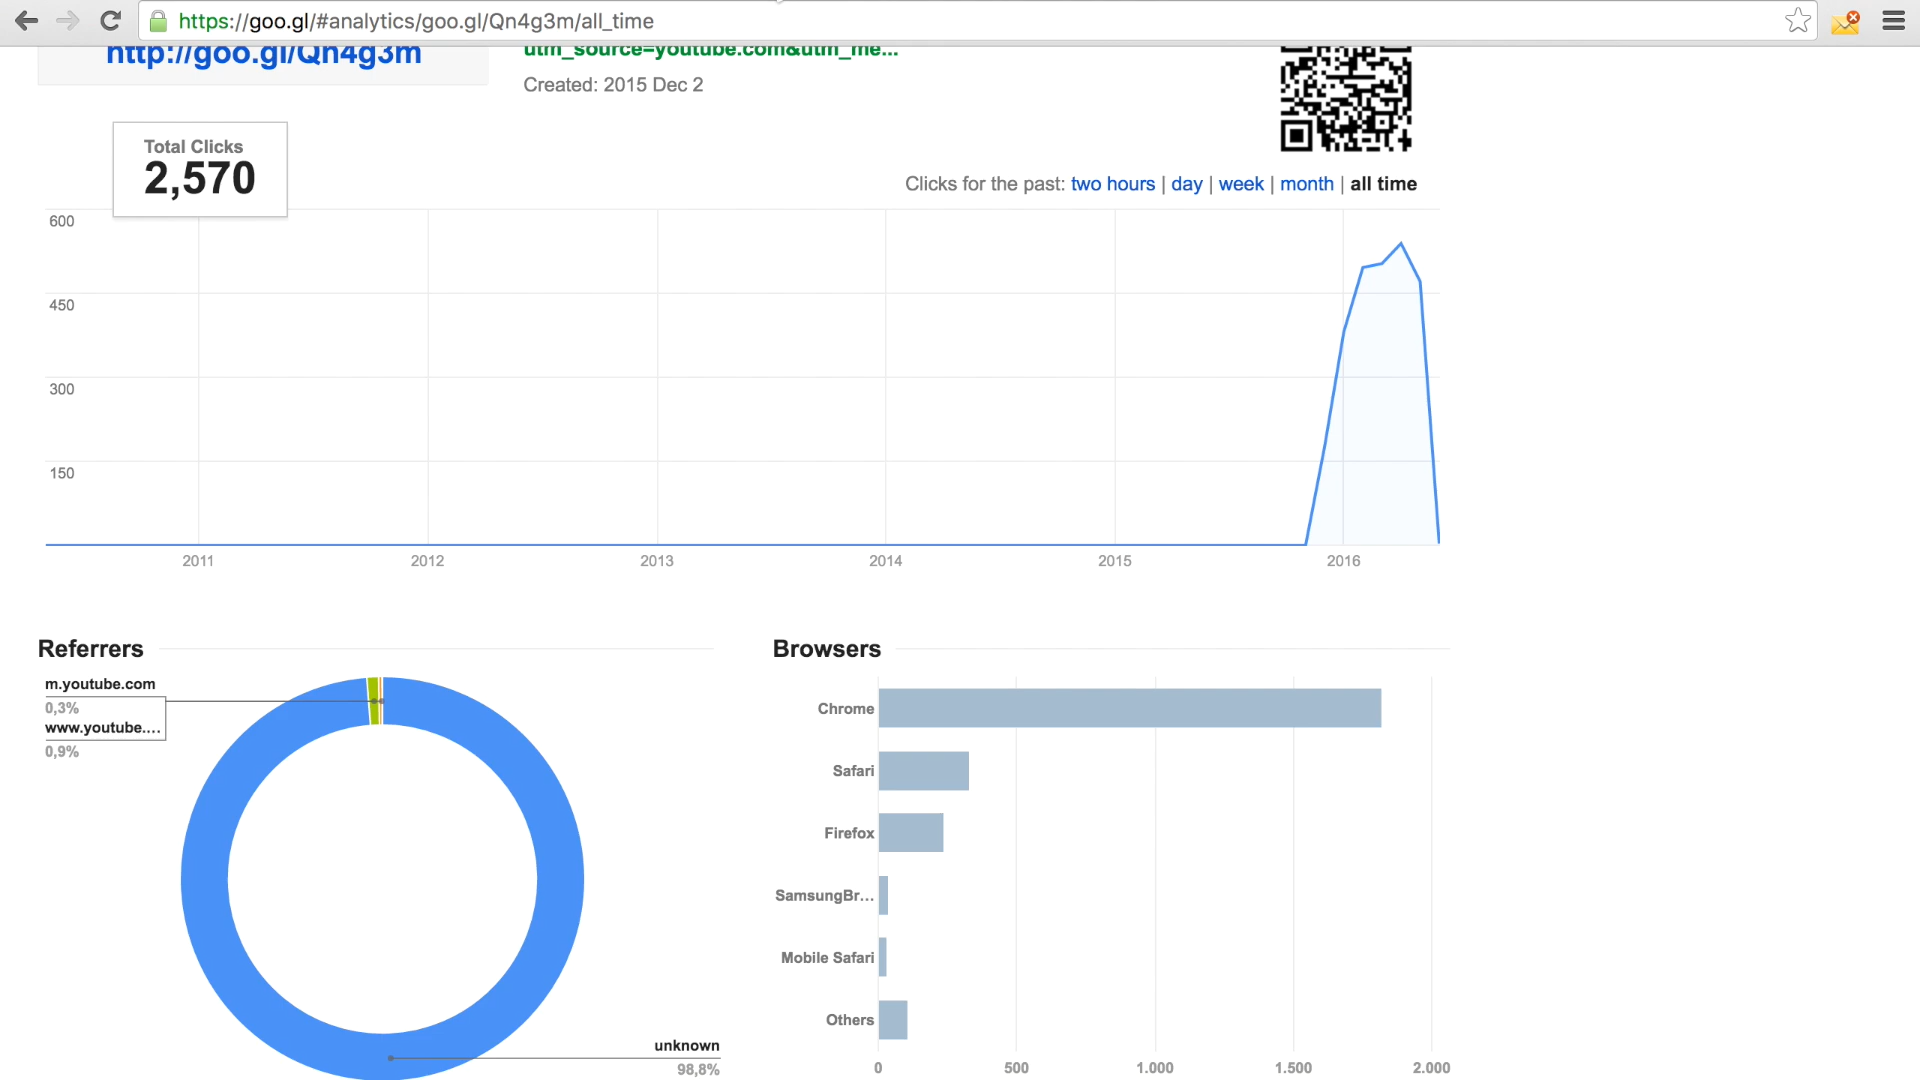 https://goo.gl/#analytics/goo.gl/Qn4g3m/all_time
http://goo.gl/Qn4g3m
utm_source=youtube.com&utm_me...
Created: 2015 Dec 2
Total Clicks
2,570
Clicks for the past: two hours | day | week | month | all time
600
450
300
150
2011 2012 2013 2014 2015 2016
Referrers
m.youtube.com
0,3%
www.youtube....
0,9%
unknown
98,8%
Browsers
Chrome
Safari
Firefox
SamsungBr...
Mobile Safari
Others
0 500 1.000 1.500 2.000